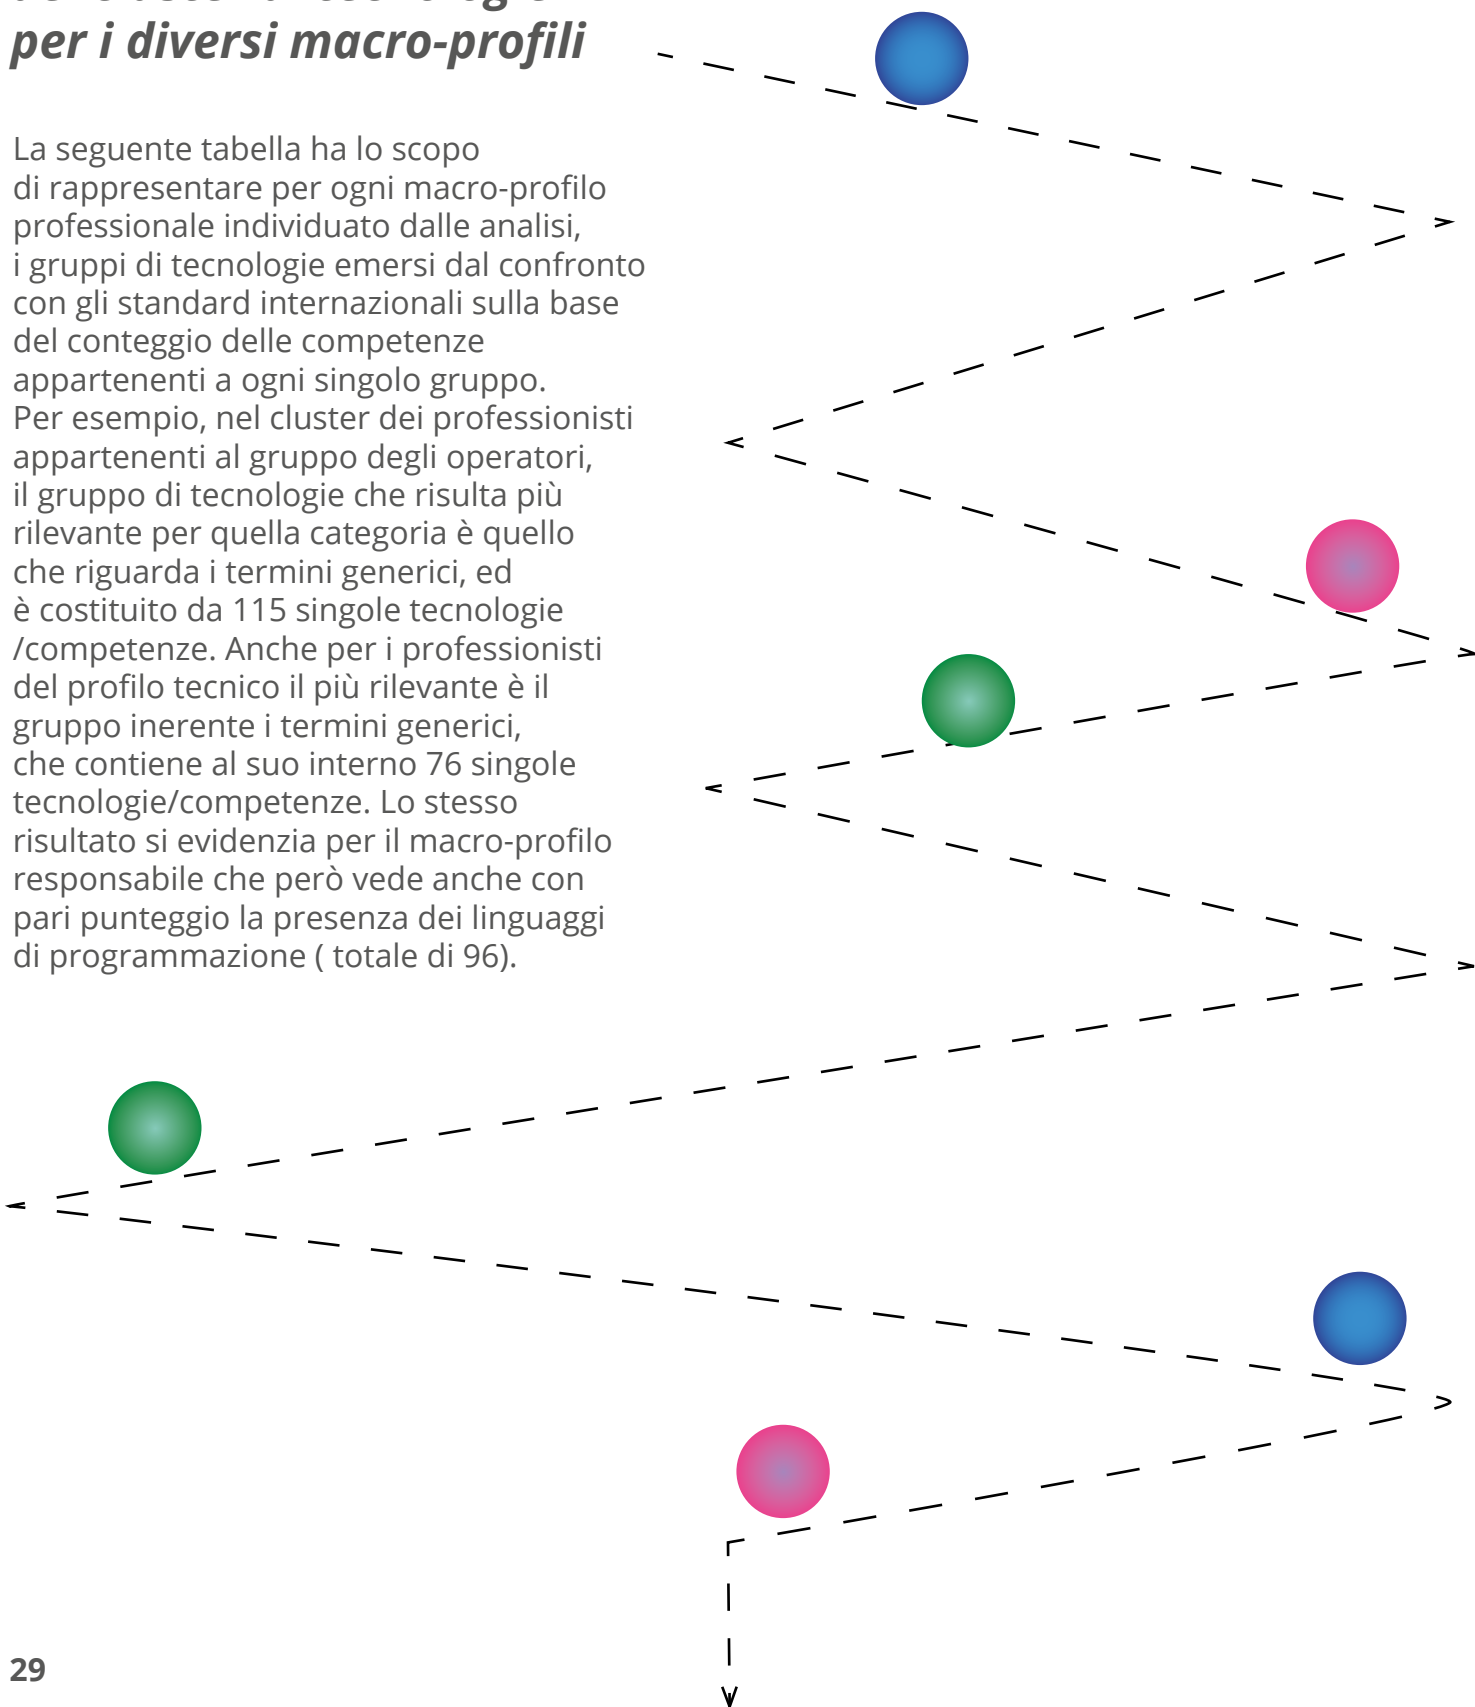 per i diversi macro-profili
La seguente tabella ha lo scopo
di rappresentare per ogni macro-profilo
professionale individuato dalle analisi,
i gruppi di tecnologie emersi dal confronto
con gli standard internazionali sulla base
del conteggio delle competenze
appartenenti a ogni singolo gruppo.
Per esempio, nel cluster dei professionisti
appartenenti al gruppo degli operatori,
il gruppo di tecnologie che risulta più
rilevante per quella categoria è quello
che riguarda i termini generici, ed
è costituito da 115 singole tecnologie
/competenze. Anche per i professionisti
del profilo tecnico il più rilevante è il
gruppo inerente i termini generici,
che contiene al suo interno 76 singole
tecnologie/competenze. Lo stesso
risultato si evidenzia per il macro-profilo
responsabile che però vede anche con
pari punteggio la presenza dei linguaggi
di programmazione ( totale di 96).
29